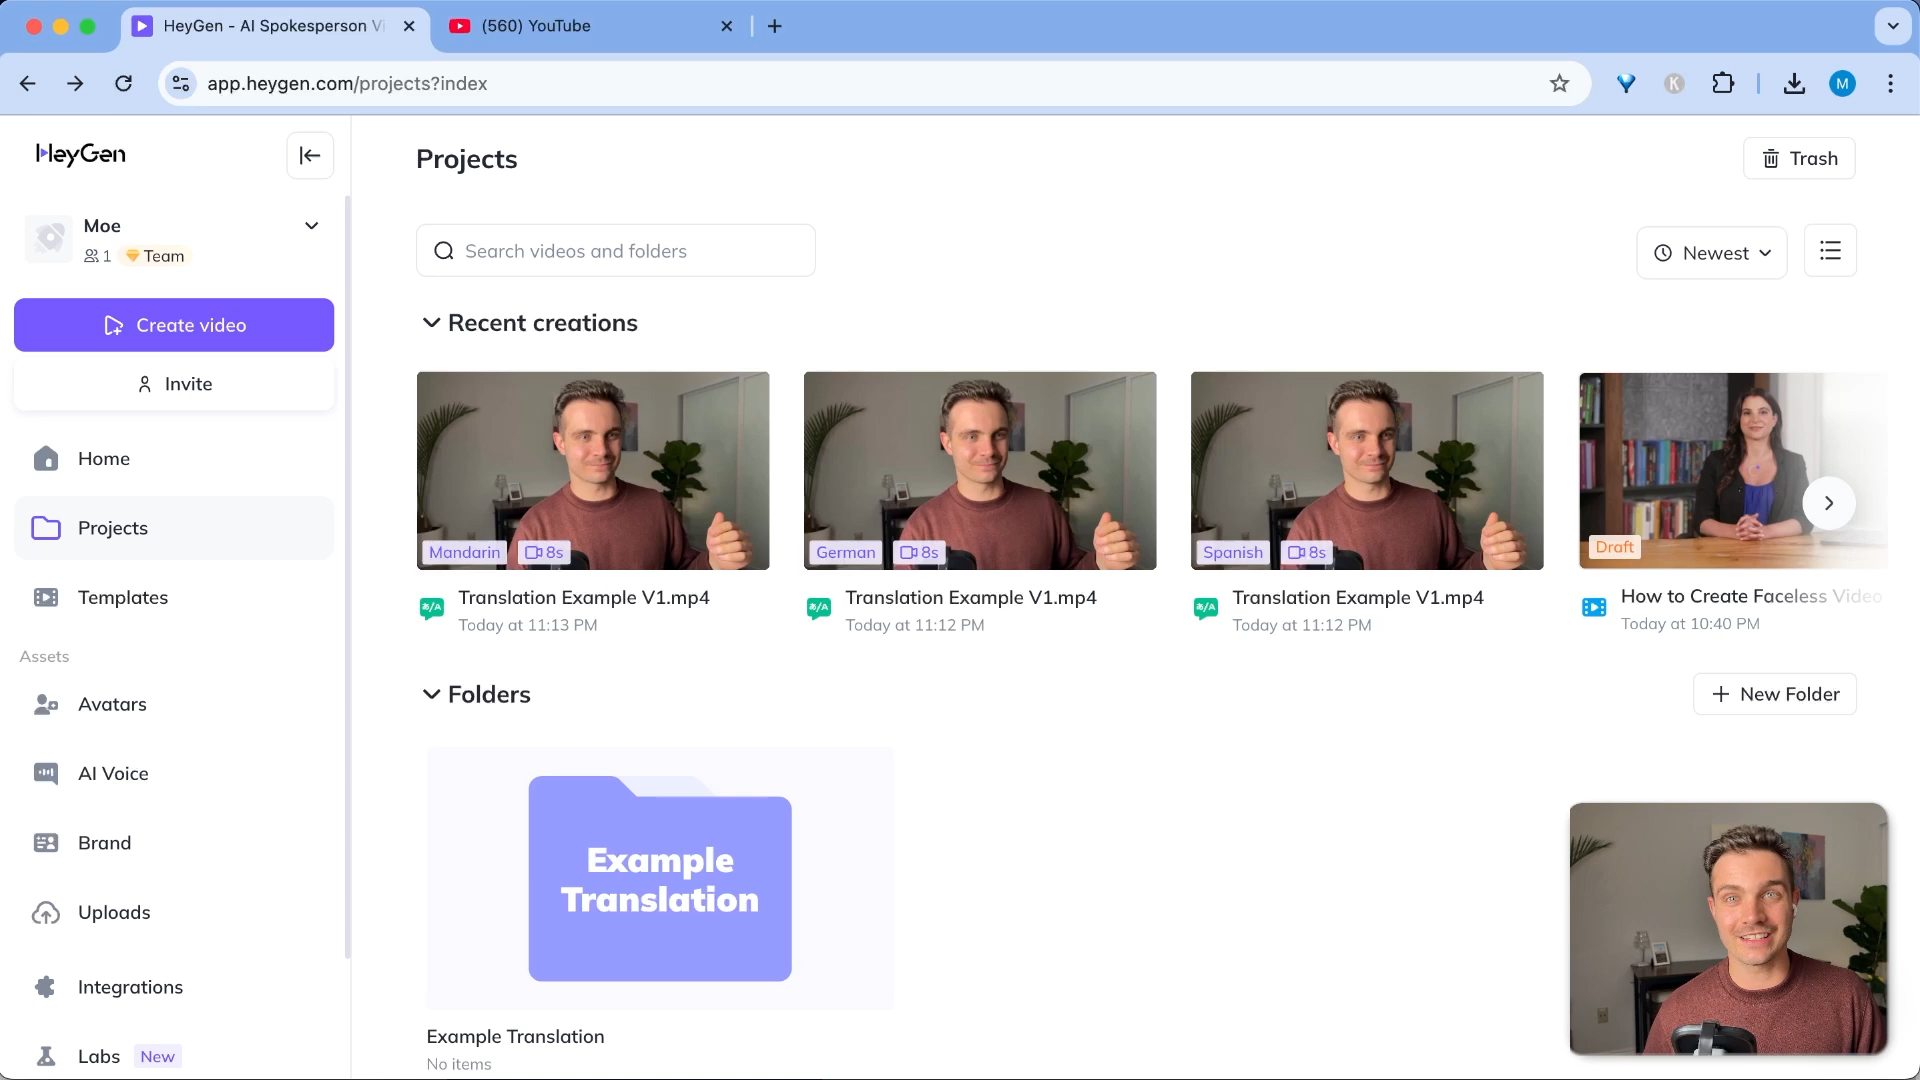 HeyGen - AI Spokesperson Vi
(560) YouTube
app.heygen.com/projects?index
K
M
HeyGen
Moe
1
Team
Create video
Invite
Home
Projects
Templates
Assets
Avatars
AI Voice
Brand
Uploads
Integrations
Labs New
Projects
Trash
Search videos and folders
Newest
Recent creations
Mandarin 8s
Translation Example V1.mp4
Today at 11:13 PM
German 8s
Translation Example V1.mp4
Today at 11:12 PM
Spanish 8s
Translation Example V1.mp4
Today at 11:12 PM
Draft
How to Create Faceless Video
Today at 10:40 PM
Folders
New Folder
Example
Translation
Example Translation
No items